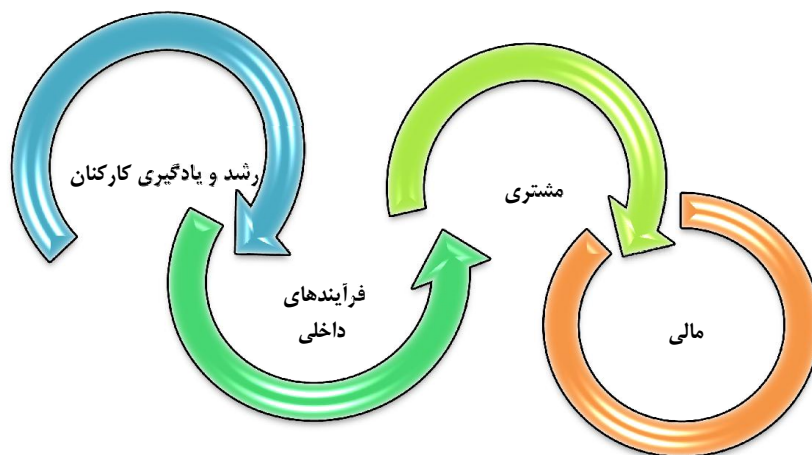 رشد و یادگیری کارکنان
فرآیندهای
داخلی
مشتری
مالی